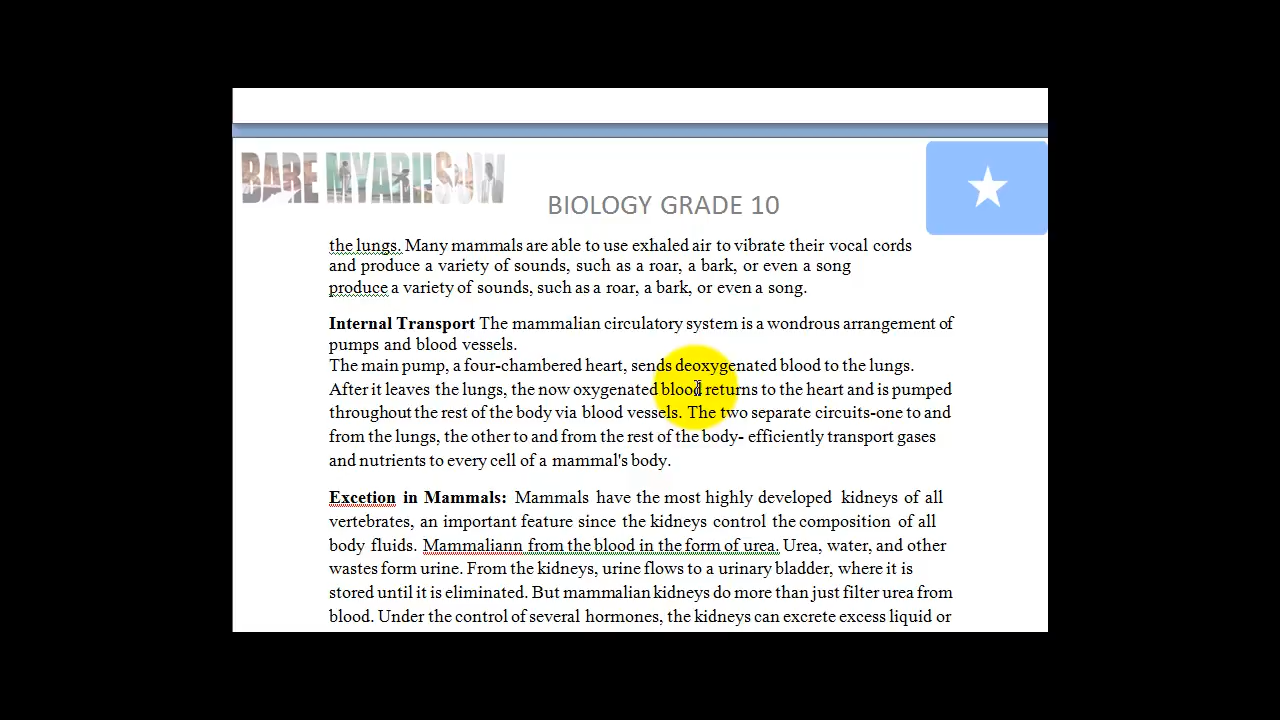 BARE MYARIISOW
BIOLOGY GRADE 10
the lungs. Many mammals are able to use exhaled air to vibrate their vocal cords
and produce a variety of sounds, such as a roar, a bark, or even a song
produce a variety of sounds, such as a roar, a bark, or even a song.
Internal Transport The mammalian circulatory system is a wondrous arrangement of
pumps and blood vessels.
The main pump, a four-chambered heart, sends deoxygenated blood to the lungs.
After it leaves the lungs, the now oxygenated blood returns to the heart and is pumped
throughout the rest of the body via blood vessels. The two separate circuits-one to and
from the lungs, the other to and from the rest of the body- efficiently transport gases
and nutrients to every cell of a mammal's body.
Excetion in Mammals: Mammals have the most highly developed kidneys of all
vertebrates, an important feature since the kidneys control the composition of all
body fluids. Mammaliann from the blood in the form of urea. Urea, water, and other
wastes form urine. From the kidneys, urine flows to a urinary bladder, where it is
stored until it is eliminated. But mammalian kidneys do more than just filter urea from
blood. Under the control of several hormones, the kidneys can excrete excess liquid or